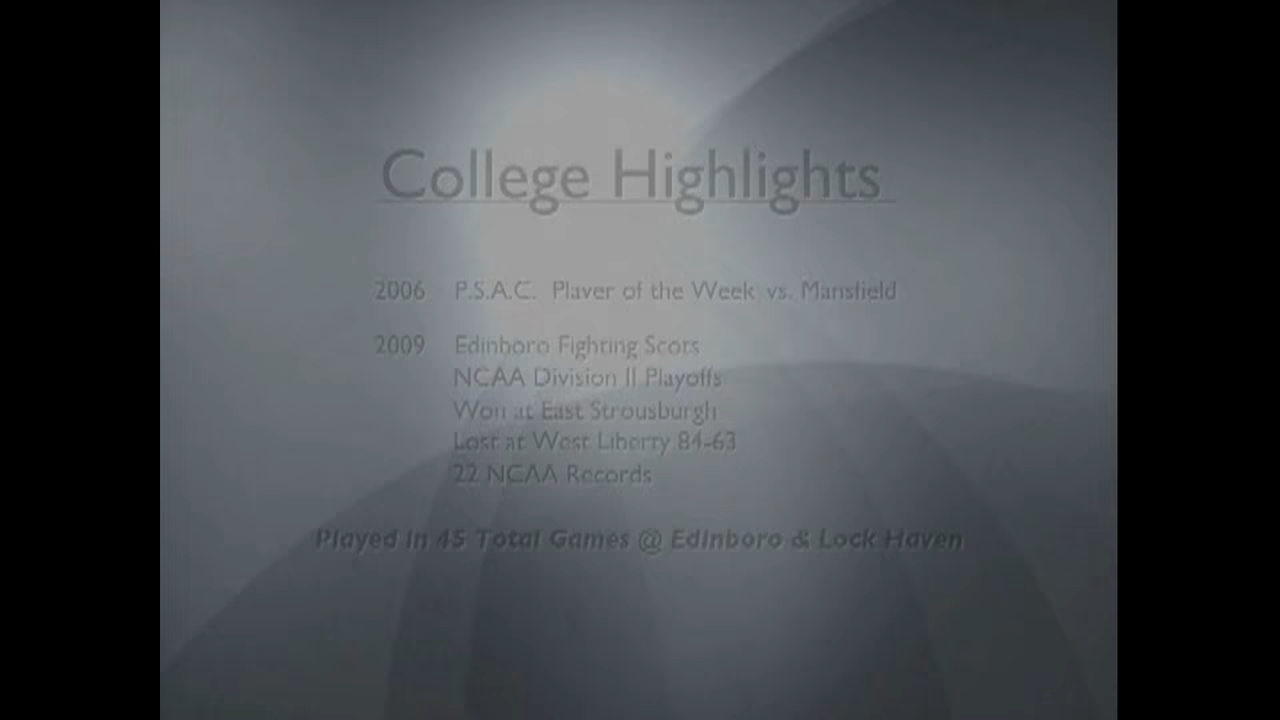 College Highlights
2006 P.S.A.C. Player of the Week vs. Mansfield
2009 Edinboro Fighting Scots
NCAA Division II Playoffs
Won at East Strousburgh
Lost at West Liberty 84-63
22 NCAA Records
Played in 45 Total Games @ Edinboro & Lock Haven